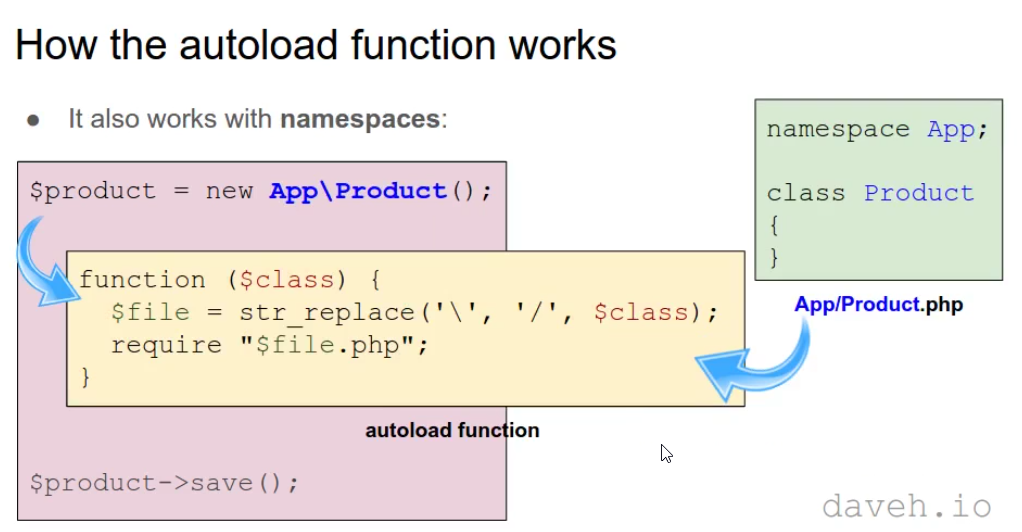 How the autoload function works
● It also works with namespaces:
$product = new App\Product();
function ($class) {
$file = str_replace('\', '/', $class);
require "$file.php";
}
autoload function
$product->save();
namespace App;
class Product
{
}
App/Product.php
daveh.io